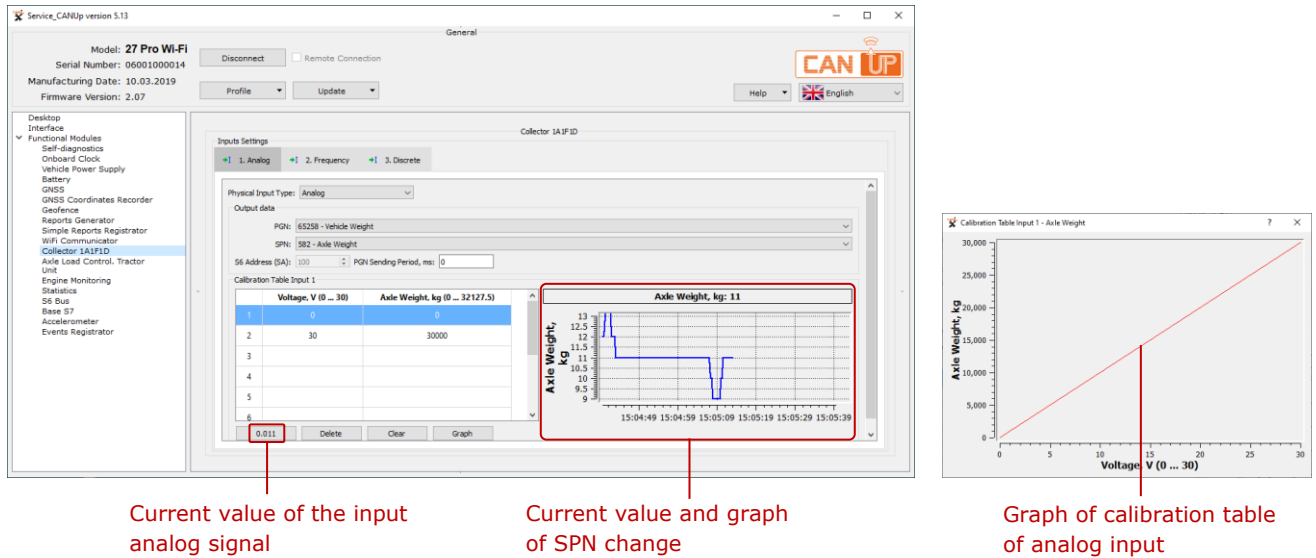 Service_CANUp version 5.13
General
Model: 27 Pro Wi-Fi
Serial Number: 06001000014
Manufacturing Date: 10.03.2019
Firmware Version: 2.07
Disconnect
Remote Connection
Profile
Update
CAN UP
Help
English
Desktop
Interface
Functional Modules
Self-diagnostics
Onboard Clock
Vehicle Power Supply
Battery
GNSS
GNSS Coordinates Recorder
Geofence
Reports Generator
Simple Reports Registrator
WiFi Communicator
Collector 1A1F1D
Axle Load Control. Tractor
Unit
Engine Monitoring
Statistics
S6 Bus
Base S7
Accelerometer
Events Registrator
Collector 1A1F1D
Inputs Settings
1. Analog
2. Frequency
3. Discrete
Physical Input Type: Analog
Output data
PGN: 65258 - Vehicle Weight
SPN: 582 - Axle Weight
S6 Address (SA): 100
PGN Sending Period, ms: 0
Calibration Table Input 1
Voltage, V (0 ... 30) Axle Weight, kg (0 ... 32127.5)
1 0 0
2 30 30000
3
4
5
6
0.011
Delete
Clear
Graph
Axle Weight, kg: 11
Axle Weight,
kg
13
12.5
12
11.5
11
10.5
10
9.5
9
15:04:49 15:04:59 15:05:09 15:05:19 15:05:29 15:05:39
Calibration Table Input 1 - Axle Weight
? X
30,000
25,000
20,000
15,000
10,000
5,000
0
Axle Weight, kg
0 5 10 15 20 25 30
Voltage, V (0 ... 30)
Current value of the input
analog signal
Current value and graph
of SPN change
Graph of calibration table
of analog input